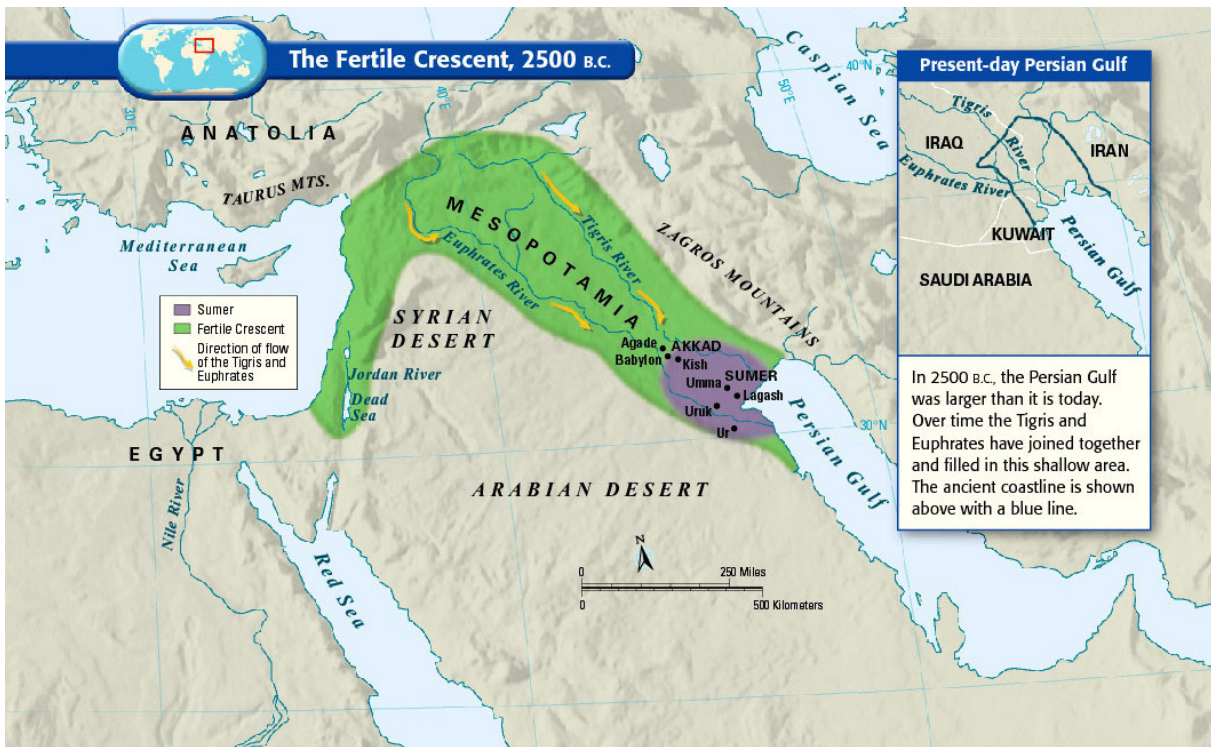 The Fertile Crescent, 2500 B.C.
30°E
40°E
50°E
40°N
Caspian Sea
ANATOLIA
TAURUS MTS.
Mediterranean
Sea
MESOPOTAMIA
Tigris River
Euphrates River
ZAGROS MOUNTAINS
SYRIAN
DESERT
Sumer
Fertile Crescent
Direction of flow
of the Tigris and
Euphrates
Jordan River
Dead
Sea
Agade
AKKAD
Babylon
Kish
SUMER
Umma
Lagash
Uruk
Ur
30°N
Persian Gulf
EGYPT
Nile River
Red Sea
ARABIAN DESERT
N
0
250 Miles
0
500 Kilometers
Present-day Persian Gulf
Tigris
River
IRAQ
IRAN
Euphrates River
KUWAIT
Persian Gulf
SAUDI ARABIA
In 2500 B.C., the Persian Gulf
was larger than it is today.
Over time the Tigris and
Euphrates have joined together
and filled in this shallow area.
The ancient coastline is shown
above with a blue line.